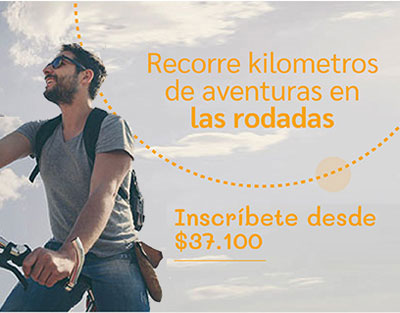 Recorre kilometros
de aventuras en
las rodadas
Inscríbete desde
$37.100